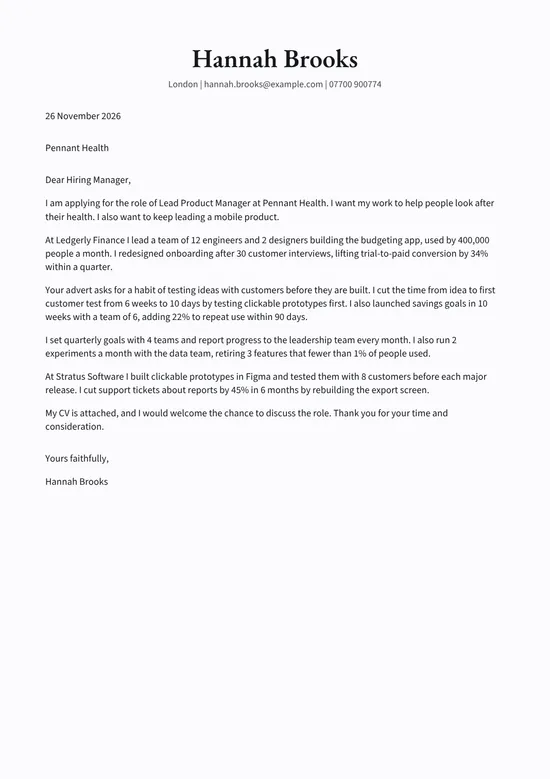 Hannah Brooks
London | hannah.brooks@example.com | 07700 900774
26 November 2026
Pennant Health
Dear Hiring Manager,
I am applying for the role of Lead Product Manager at Pennant Health. I want my work to help people look after
their health. I also want to keep leading a mobile product.
At Ledgerly Finance I lead a team of 12 engineers and 2 designers building the budgeting app, used by 400,000
people a month. I redesigned onboarding after 30 customer interviews, lifting trial-to-paid conversion by 34%
within a quarter.
Your advert asks for a habit of testing ideas with customers before they are built. I cut the time from idea to first
customer test from 6 weeks to 10 days by testing clickable prototypes first. I also launched savings goals in 10
weeks with a team of 6, adding 22% to repeat use within 90 days.
I set quarterly goals with 4 teams and report progress to the leadership team every month. I also run 2
experiments a month with the data team, retiring 3 features that fewer than 1% of people used.
At Stratus Software I built clickable prototypes in Figma and tested them with 8 customers before each major
release. I cut support tickets about reports by 45% in 6 months by rebuilding the export screen.
My CV is attached, and I would welcome the chance to discuss the role. Thank you for your time and
consideration.
Yours faithfully,
Hannah Brooks